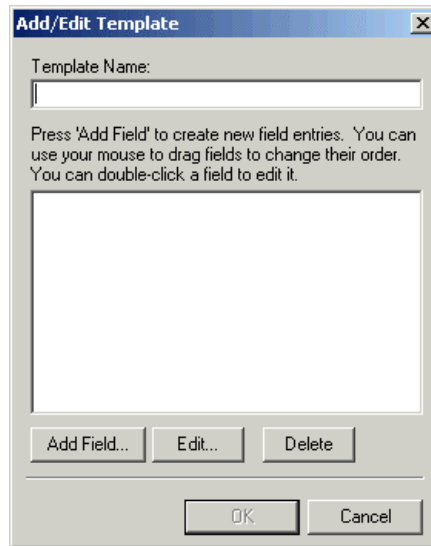 Add/Edit Template
Template Name:
Press 'Add Field' to create new field entries. You can
use your mouse to drag fields to change their order.
You can double-click a field to edit it.
Add Field... Edit... Delete
OK Cancel